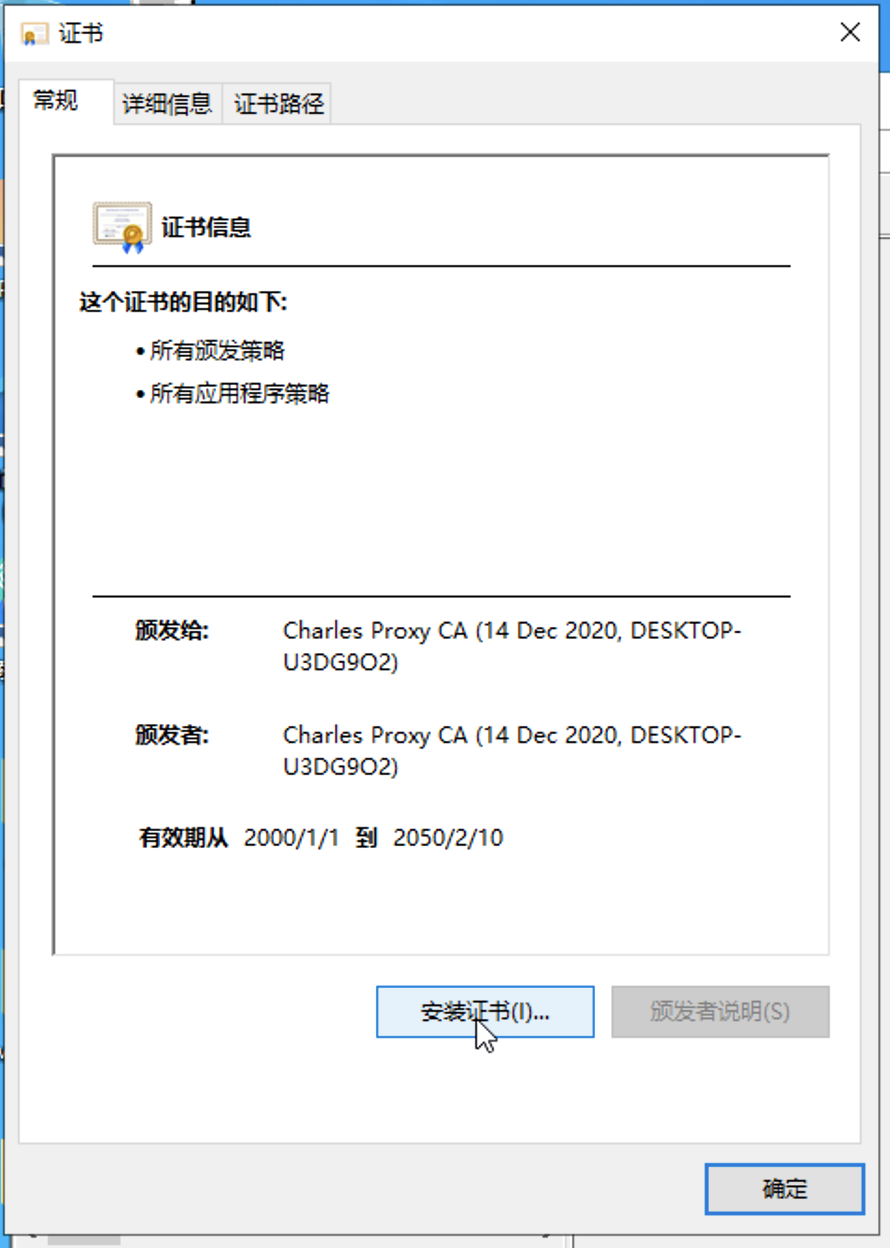 证书
常规
详细信息
证书路径
证书信息
这个证书的目的如下:
• 所有颁发策略
• 所有应用程序策略
颁发给: Charles Proxy CA (14 Dec 2020, DESKTOP-
U3DG9O2)
颁发者: Charles Proxy CA (14 Dec 2020, DESKTOP-
U3DG9O2)
有效期从 2000/1/1 到 2050/2/10
安装证书(I)...
颁发者说明(S)
确定